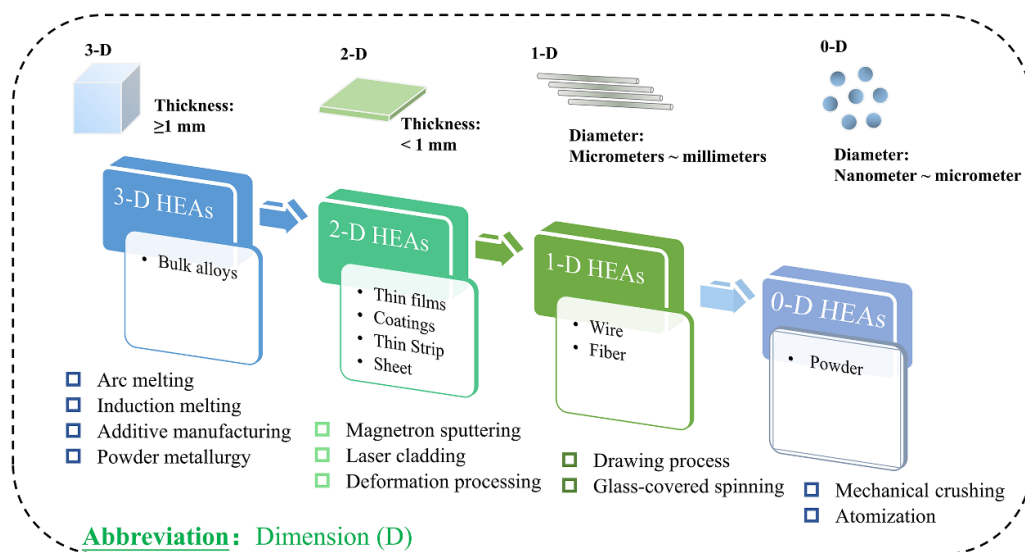 3-D
Thickness:
≥1 mm
2-D
Thickness:
< 1 mm
1-D
Diameter:
Micrometers ~ millimeters
0-D
Diameter:
Nanometer ~ micrometer
3-D HEAs
• Bulk alloys
2-D HEAs
• Thin films
• Coatings
• Thin Strip
• Sheet
1-D HEAs
• Wire
• Fiber
0-D HEAs
• Powder
Arc melting
Induction melting
Additive manufacturing
Powder metallurgy
Magnetron sputtering
Laser cladding
Deformation processing
Drawing process
Glass-covered spinning
Mechanical crushing
Atomization
Abbreviation: Dimension (D)